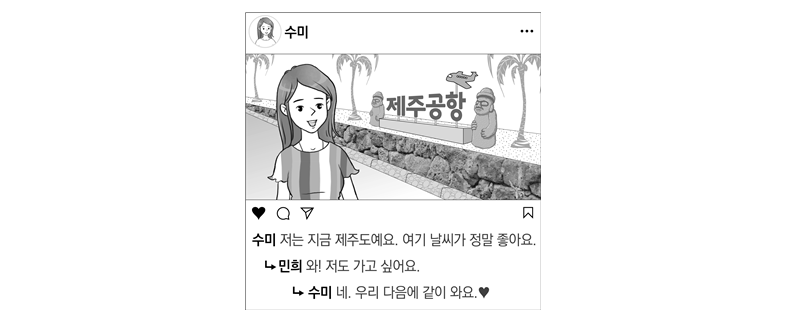 수미
제주공항
수미 저는 지금 제주도예요. 여기 날씨가 정말 좋아요.
↳ 민희 와! 저도 가고 싶어요.
↳ 수미 네. 우리 다음에 같이 와요.♥